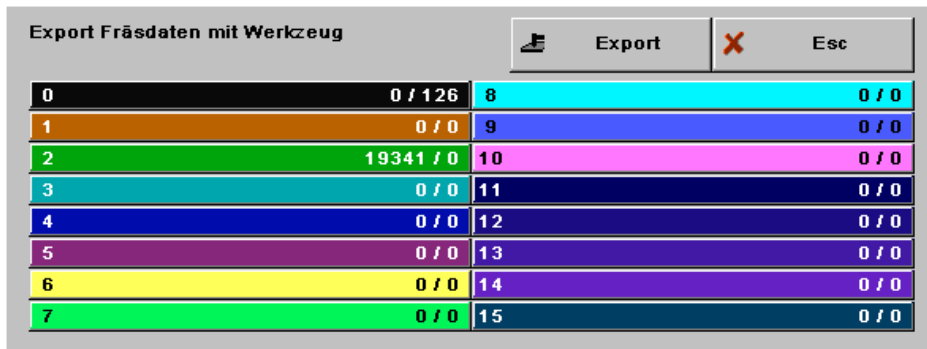 Export Fräsdaten mit Werkzeug
Export
Esc
0 0 / 126 8 0 / 0
1 0 / 0 9 0 / 0
2 19341 / 0 10 0 / 0
3 0 / 0 11 0 / 0
4 0 / 0 12 0 / 0
5 0 / 0 13 0 / 0
6 0 / 0 14 0 / 0
7 0 / 0 15 0 / 0